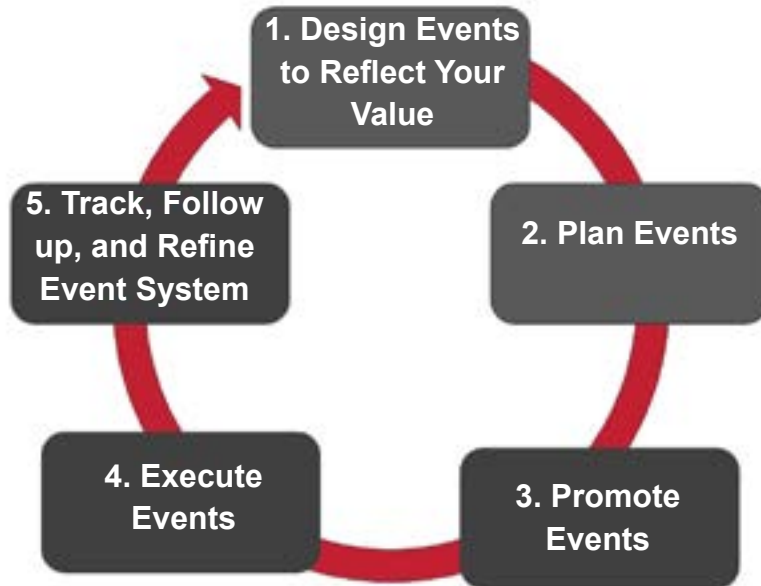 1. Design Events
to Reflect Your
Value
2. Plan Events
3. Promote
Events
4. Execute
Events
5. Track, Follow
up, and Refine
Event System